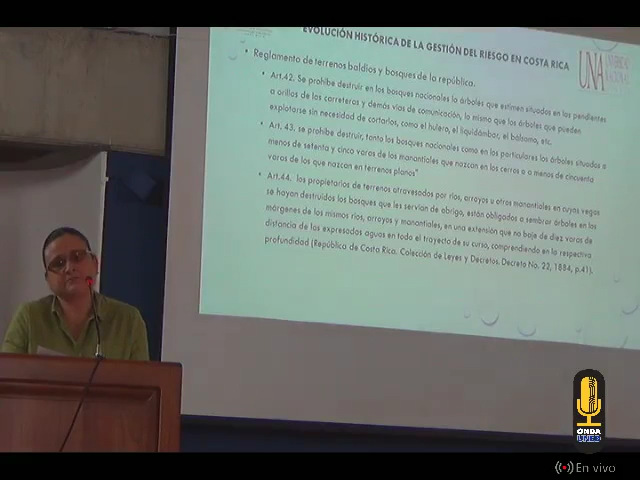 EVOLUCIÓN HISTÓRICA DE LA GESTIÓN DEL RIESGO EN COSTA RICA
UNA
UNIVERSIDAD
NACIONAL
• Reglamento de terrenos baldíos y bosques de la república.
• Art.42. Se prohíbe destruir en los bosques nacionales lo árboles que estimen situados en las pendientes
a orillas de las carreteras y demás vías de comunicación, lo mismo que los árboles que pueden
explotarse sin necesidad de cortarlos, como el hulero, el liquidámbar, el bálsamo, etc.
• Art. 43, se prohíbe destruir, tanto los bosques nacionales como en los particulares los árboles situados a
menos de setenta y cinco varas de los manantiales que nazcan en los cerros o a menos de cincuenta
varas de los que nazcan en terrenos planos"
• Art.44, los propietarios de terrenos atravesados por ríos, arroyos u otros manantiales en cuyas vegas
se hayan destruidos los bosques que les servían de abrigo, están obligados a sembrar árboles en las
márgenes de los mismos ríos, arroyos y manantiales, en una extensión que no baje de diez varas de
distancia de las expresadas aguas en todo el trayecto de su curso, comprendiendo en la respectiva
profundidad (República de Costa Rica. Colección de Leyes y Decretos. Decreto No. 22, 1884, p.41).
ONDA
UNED
En vivo